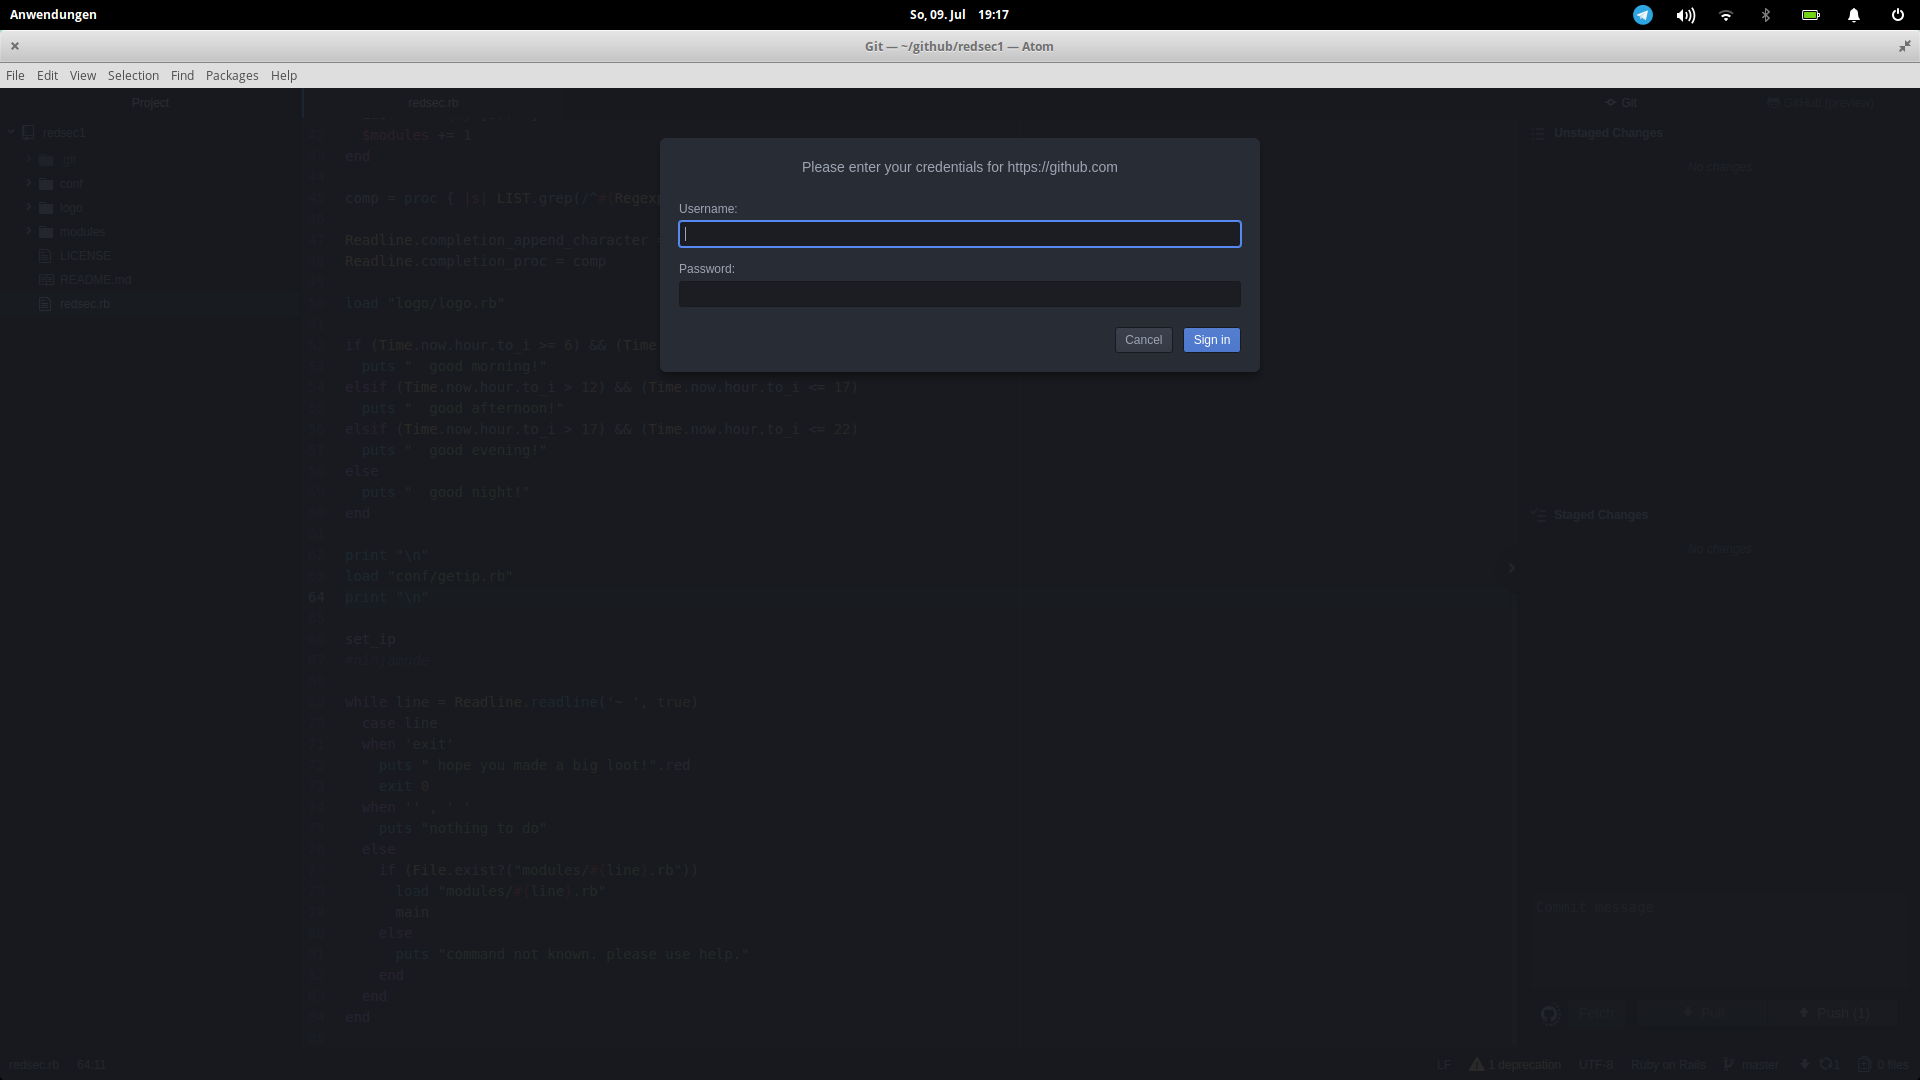 Anwendungen
So, 09. Jul 19:17
Git — ~/github/redsec1 — Atom
File Edit View Selection Find Packages Help
Project
redsec.rb
Git
GitHub (preview)
redsec1
.git
conf
logo
modules
LICENSE
README.md
redsec.rb
$modules += 1
end
comp = proc { |s| LIST.grep(/^#{Regexp
Readline.completion_append_character
Readline.completion_proc = comp
load "logo/logo.rb"
if (Time.now.hour.to_i >= 6) && (Time
puts "  good morning!"
elsif (Time.now.hour.to_i > 12) && (Time.now.hour.to_i <= 17)
puts "  good afternoon!"
elsif (Time.now.hour.to_i > 17) && (Time.now.hour.to_i <= 22)
puts "  good evening!"
else
puts "  good night!"
end
print "\n"
load "conf/getip.rb"
64 print "\n"
set_ip
while line = Readline.readline('~ ', true)
case line
when 'exit'
puts " hope you made a big loot!".red
exit 0
when '' , ' '
puts "nothing to do"
else
if (File.exist?("modules/#{line}.rb"))
load "modules/#{line}.rb"
main
else
puts "command not known. please use help."
end
end
end
Please enter your credentials for https://github.com
Username:
Password:
Cancel Sign in
Unstaged Changes
No changes
Staged Changes
No changes
Commit message
Fetch Pull Push (1)
redsec.rb 64:11
LF 1 deprecation UTF-8 Ruby on Rails master 1 0 files